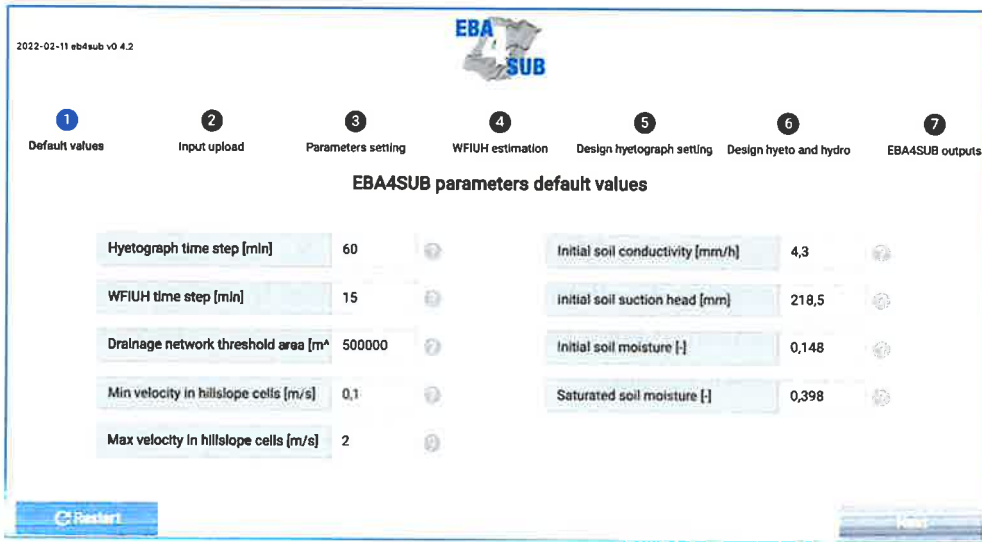 2022-02-11 eb4sub v0 4.2
EBA
4
SUB
1 2 3 4 5 6 7
Default values Input upload Parameters setting WFIUH estimation Design hyetograph setting Design hyeto and hydro EBA4SUB outputs
EBA4SUB parameters default values
Hyetograph time step [min] 60 Initial soil conductivity [mm/h] 4,3
WFIUH time step [min] 15 Initial soil suction head [mm] 218,5
Drainage network threshold area [m^ 500000 Initial soil moisture [-] 0,148
Min velocity in hillslope cells [m/s] 0,1 Saturated soil moisture [-] 0,398
Max velocity in hillslope cells [m/s] 2
Restart Next